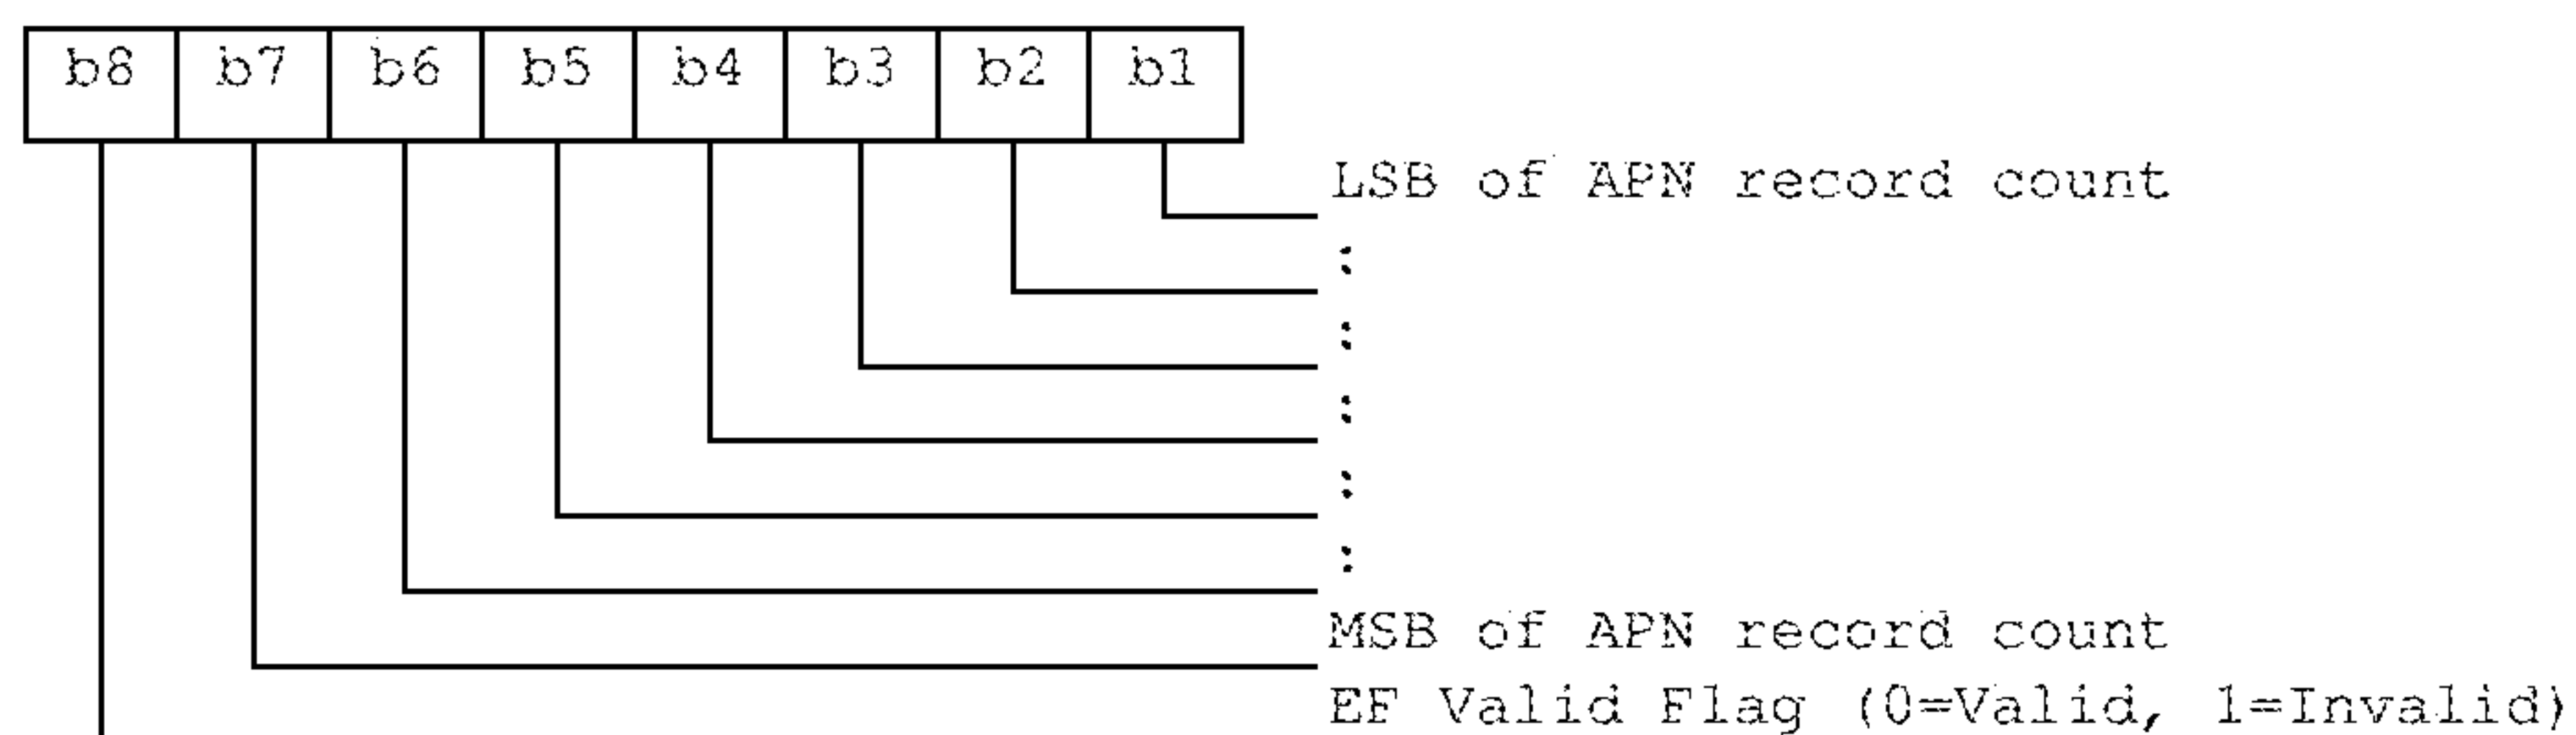 b8 b7 b6 b5 b4 b3 b2 b1
LSB of APN record count
:
:
:
:
:
MSB of APN record count
EF Valid Flag (0=Valid, 1=Invalid)